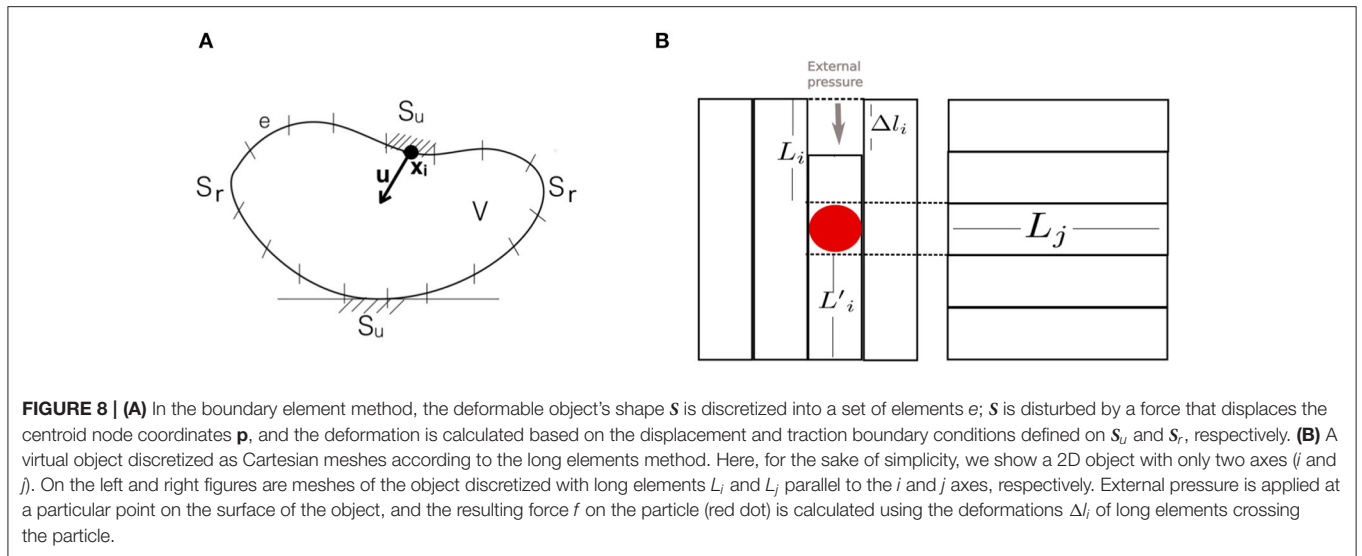 A
B
e
S_u
x_i
u
S_r
S_r
V
S_u
External
pressure
Δl_i
L_i
L_j
L'_i
FIGURE 8 | (A) In the boundary element method, the deformable object's shape S is discretized into a set of elements e; S is disturbed by a force that displaces the
centroid node coordinates p, and the deformation is calculated based on the displacement and traction boundary conditions defined on S_u and S_r, respectively. (B) A
virtual object discretized as Cartesian meshes according to the long elements method. Here, for the sake of simplicity, we show a 2D object with only two axes (i and
j). On the left and right figures are meshes of the object discretized with long elements L_i and L_j parallel to the i and j axes, respectively. External pressure is applied at
a particular point on the surface of the object, and the resulting force f on the particle (red dot) is calculated using the deformations Δl_i of long elements crossing
the particle.